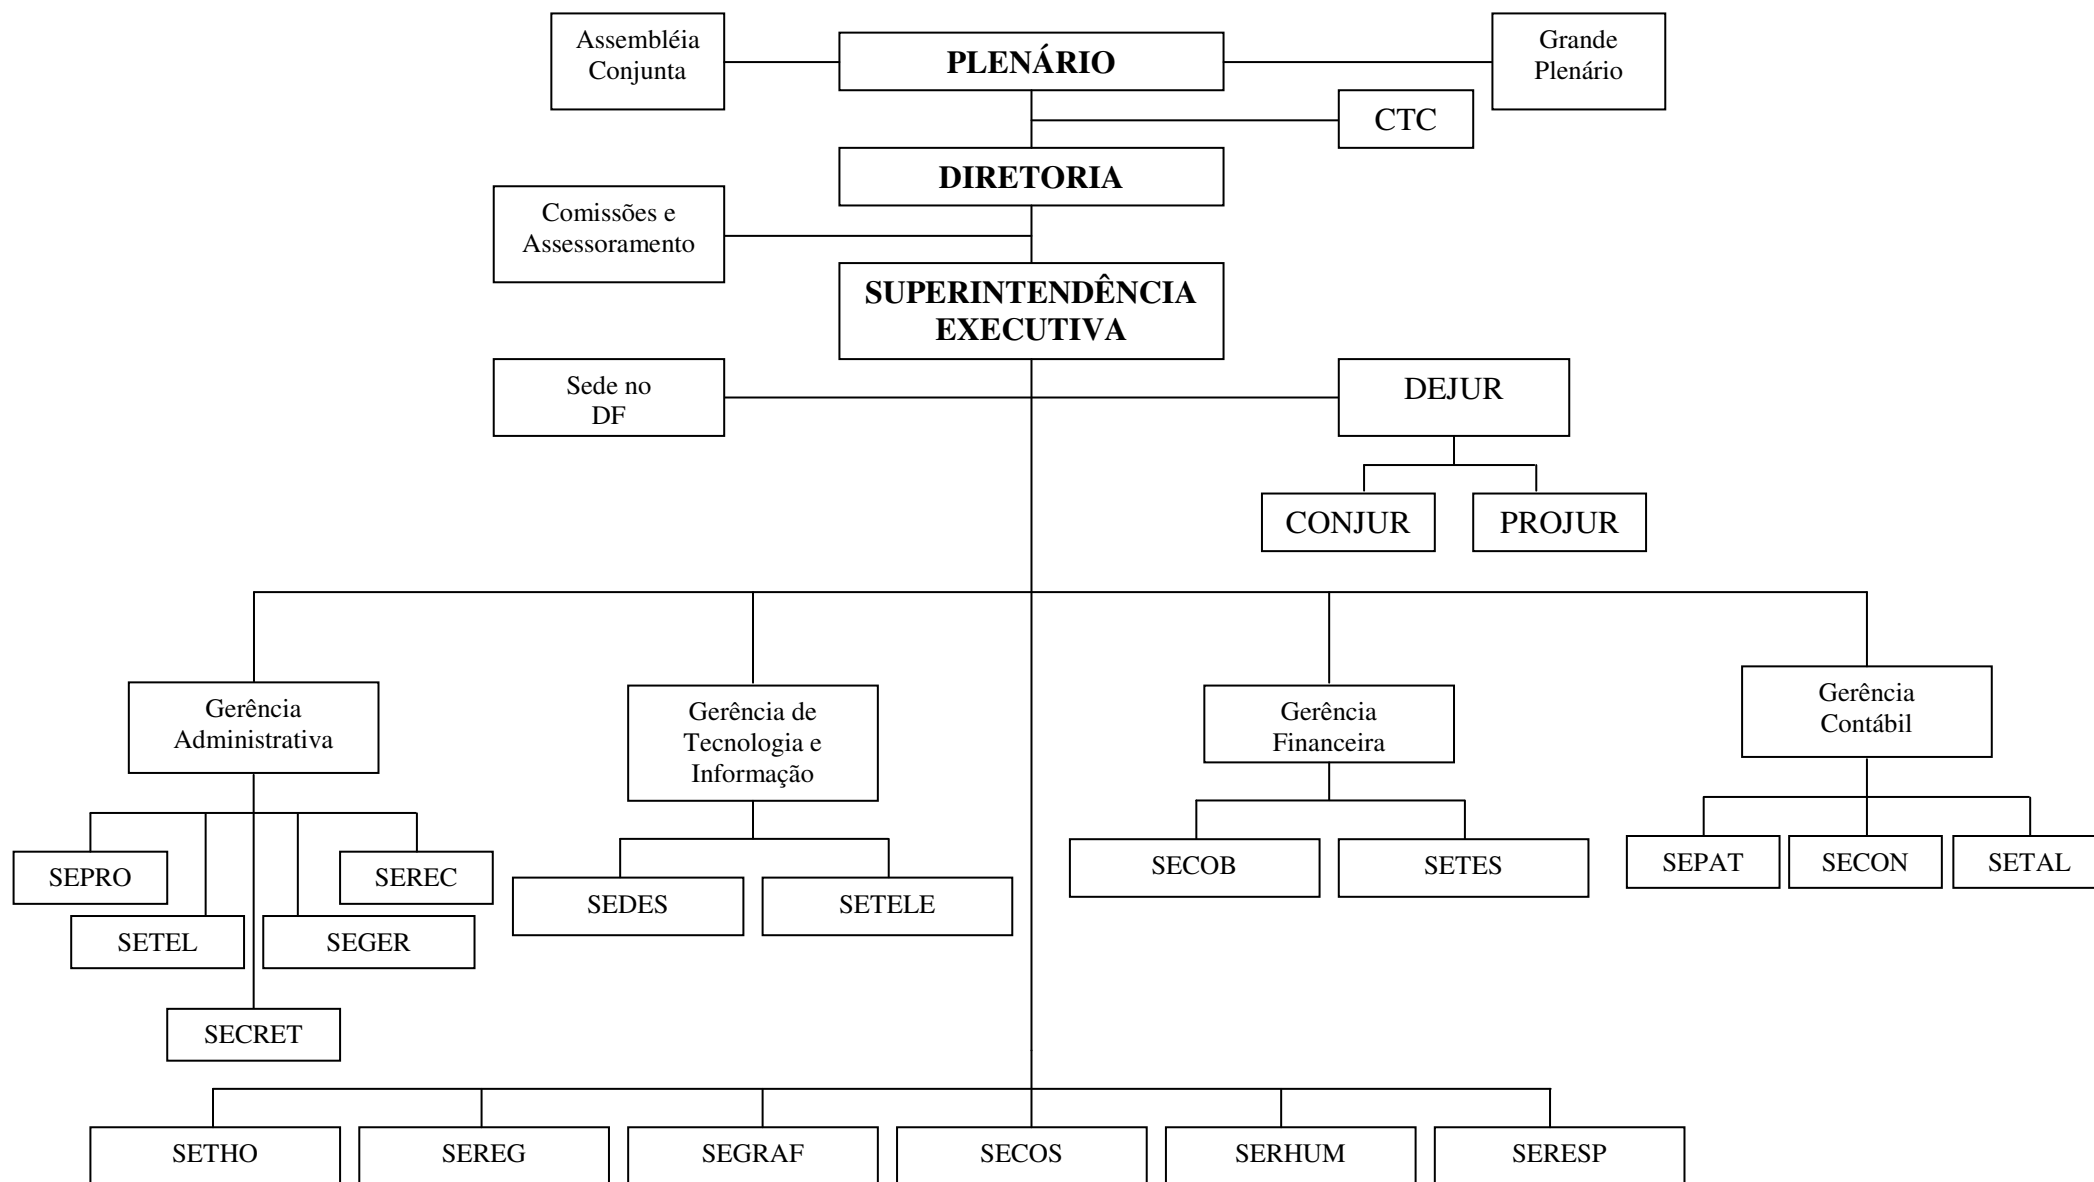 Assembléia
Conjunta
PLENÁRIO
Grande
Plenário
CTC
DIRETORIA
Comissões e
Assessoramento
SUPERINTENDÊNCIA
EXECUTIVA
Sede no
DF
DEJUR
CONJUR
PROJUR
Gerência
Administrativa
Gerência de
Tecnologia e
Informação
Gerência
Financeira
Gerência
Contábil
SEPRO
SEREC
SETEL
SEGER
SECRET
SEDES
SETELE
SECOB
SETES
SEPAT
SECON
SETAL
SETHO
SEREG
SEGRAF
SECOS
SERHUM
SERESP